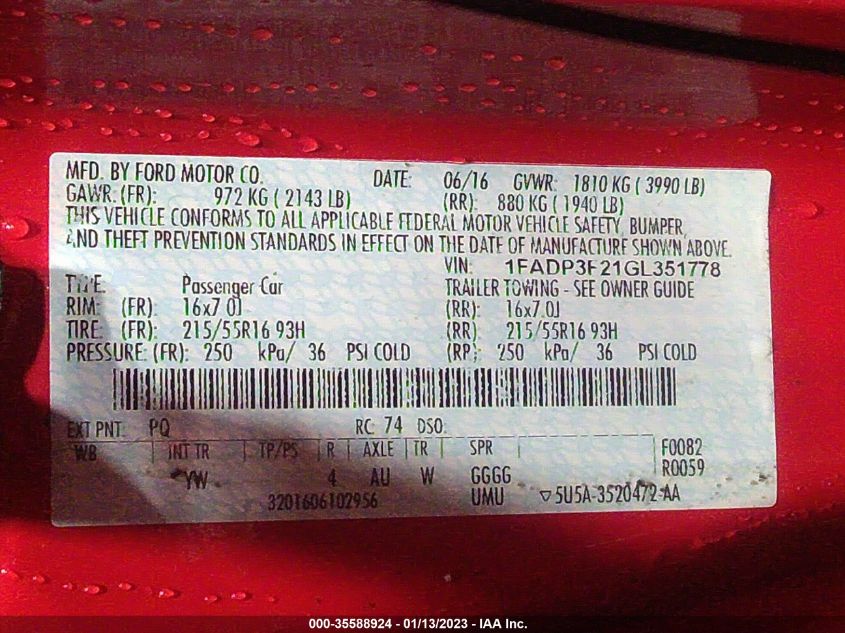 MFD. BY FORD MOTOR CO. DATE: 06/16 GVWR: 1810 KG ( 3990 LB)
GAWR: (FR): 972 KG ( 2143 LB) (RR): 880 KG ( 1940 LB)
THIS VEHICLE CONFORMS TO ALL APPLICABLE FEDERAL MOTOR VEHICLE SAFETY, BUMPER,
AND THEFT PREVENTION STANDARDS IN EFFECT ON THE DATE OF MANUFACTURE SHOWN ABOVE.
VIN: 1FADP3F21GL351778
TYPE: Passenger Car TRAILER TOWING - SEE OWNER GUIDE
RIM: (FR): 16x7.0J (RR): 16x7.0J
TIRE: (FR): 215/55R16 93H (RR): 215/55R16 93H
PRESSURE: (FR): 250 kPa/ 36 PSI COLD (RR): 250 kPa/ 36 PSI COLD
EXT PNT: PQ RC: 74 DSO:
WB INT TR TP/PS R AXLE TR SPR F0082
YW 4 AU W GGGG R0059
3201606102956 UMU ▽5U5A-3520472-AA
000-35588924 - 01/13/2023 - IAA Inc.